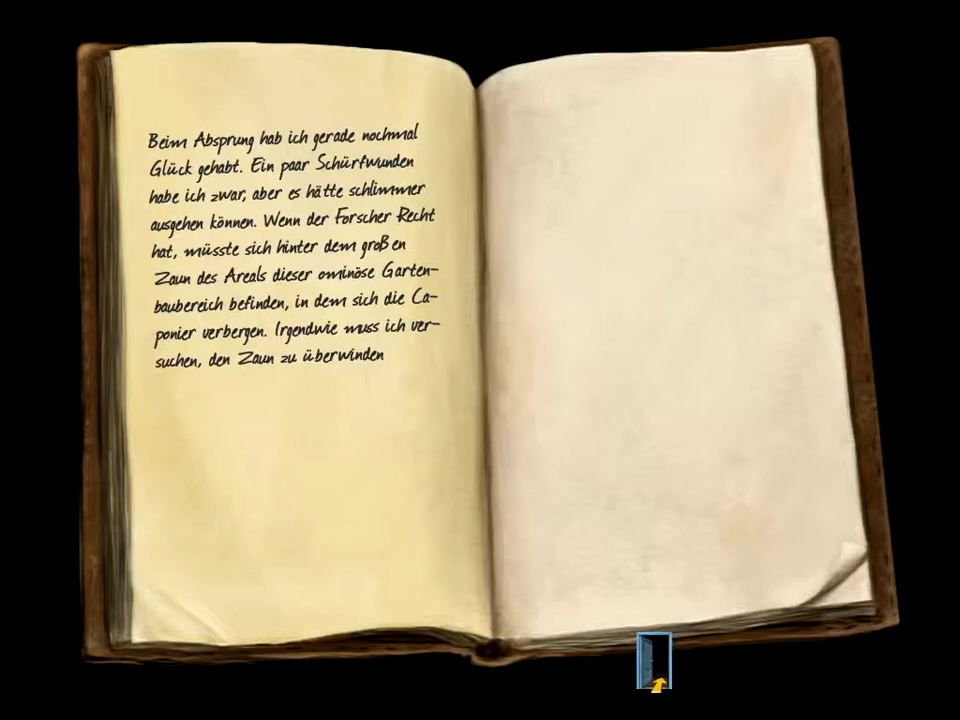 Beim Absprung hab ich gerade nochmal
Glück gehabt. Ein paar Schürfwunden
habe ich zwar, aber es hätte schlimmer
ausgehen können. Wenn der Forscher Recht
hat, müsste sich hinter dem großen
Zaun des Areals dieser ominöse Garten-
baubereich befinden, in dem sich die Ca-
ponier verbergen. Irgendwie muss ich ver-
suchen, den Zaun zu überwinden